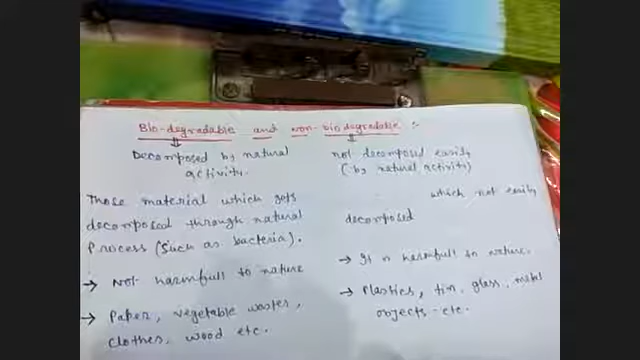 Bio-degradable and non-biodegradable :-
Decomposed by natural
activity.
Those material which gets
decomposed through natural
Process (Such as bacteria).
→ Not harmfull to nature
→ Paper, vegetable wastes,
clothes, wood etc.
not decomposed easily
(by natural activity)
which not easily
decomposed
→ It is harmfull to nature.
→ Plastics, tin, glass, metal
objects - etc.